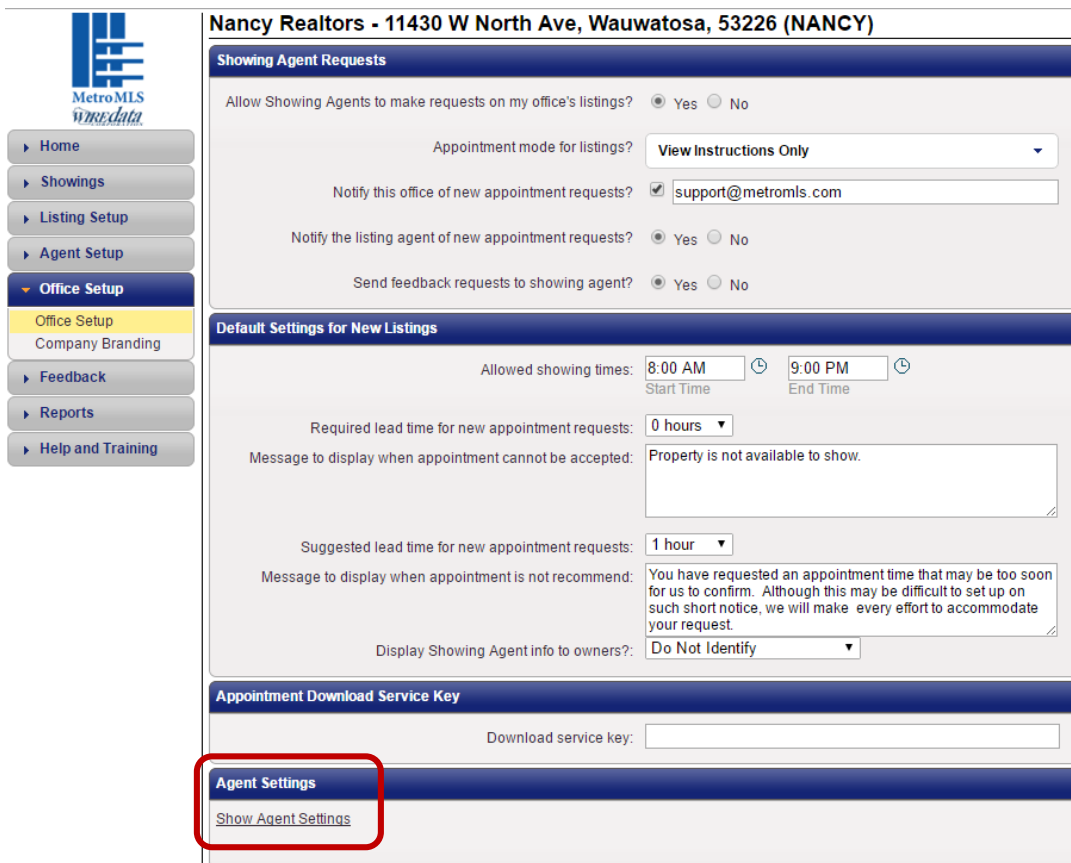 MetroMLS
WIREdata
Home
Showings
Listing Setup
Agent Setup
Office Setup
Office Setup
Company Branding
Feedback
Reports
Help and Training
Nancy Realtors - 11430 W North Ave, Wauwatosa, 53226 (NANCY)
Showing Agent Requests
Allow Showing Agents to make requests on my office's listings? Yes No
Appointment mode for listings? View Instructions Only
Notify this office of new appointment requests? support@metromls.com
Notify the listing agent of new appointment requests? Yes No
Send feedback requests to showing agent? Yes No
Default Settings for New Listings
Allowed showing times: 8:00 AM 9:00 PM
Start Time End Time
Required lead time for new appointment requests: 0 hours
Message to display when appointment cannot be accepted: Property is not available to show.
Suggested lead time for new appointment requests: 1 hour
Message to display when appointment is not recommend: You have requested an appointment time that may be too soon
for us to confirm. Although this may be difficult to set up on
such short notice, we will make every effort to accommodate
your request.
Display Showing Agent info to owners?: Do Not Identify
Appointment Download Service Key
Download service key:
Agent Settings
Show Agent Settings